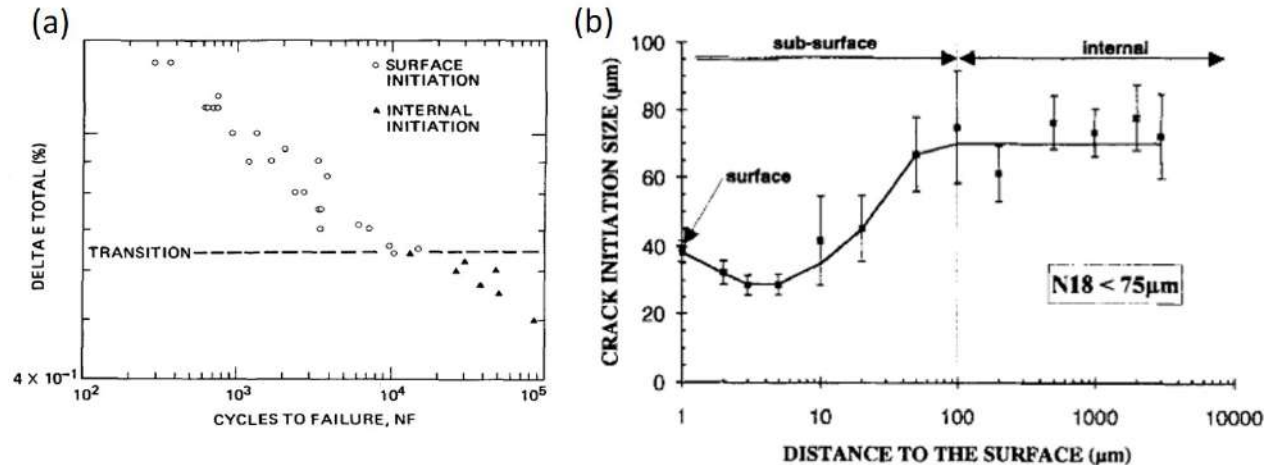 (a)
○ SURFACE
INITIATION
▲ INTERNAL
INITIATION
DELTA E TOTAL (%)
TRANSITION
4 × 10⁻¹
10² 10³ 10⁴ 10⁵
CYCLES TO FAILURE, NF
(b)
CRACK INITIATION SIZE (µm)
100
80
60
40
20
0
sub-surface
internal
surface
N18 < 75µm
1 10 100 1000 10000
DISTANCE TO THE SURFACE (µm)